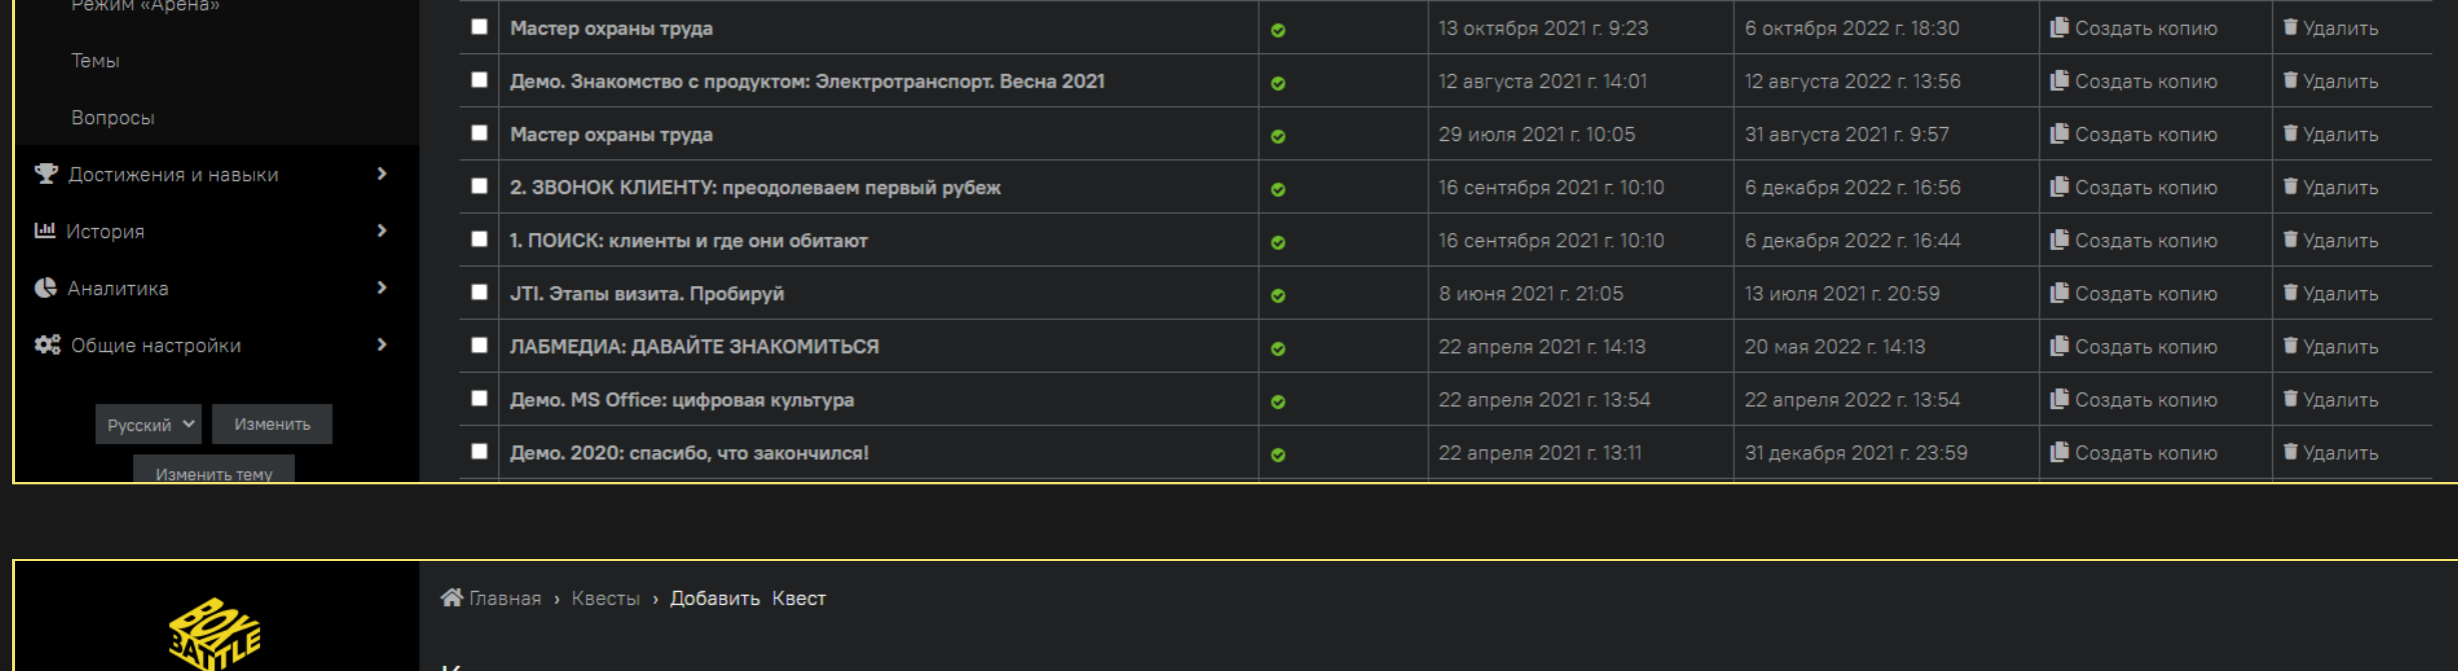 Режим «Арена»
Темы
Вопросы
Достижения и навыки
История
Аналитика
Общие настройки
Русский Изменить
Изменить тему
Мастер охраны труда 13 октября 2021 г. 9:23 6 октября 2022 г. 18:30 Создать копию Удалить
Демо. Знакомство с продуктом: Электротранспорт. Весна 2021 12 августа 2021 г. 14:01 12 августа 2022 г. 13:56 Создать копию Удалить
Мастер охраны труда 29 июля 2021 г. 10:05 31 августа 2021 г. 9:57 Создать копию Удалить
2. ЗВОНОК КЛИЕНТУ: преодолеваем первый рубеж 16 сентября 2021 г. 10:10 6 декабря 2022 г. 16:56 Создать копию Удалить
1. ПОИСК: клиенты и где они обитают 16 сентября 2021 г. 10:10 6 декабря 2022 г. 16:44 Создать копию Удалить
JTI. Этапы визита. Пробируй 8 июня 2021 г. 21:05 13 июля 2021 г. 20:59 Создать копию Удалить
ЛАБМЕДИА: ДАВАЙТЕ ЗНАКОМИТЬСЯ 22 апреля 2021 г. 14:13 20 мая 2022 г. 14:13 Создать копию Удалить
Демо. MS Office: цифровая культура 22 апреля 2021 г. 13:54 22 апреля 2022 г. 13:54 Создать копию Удалить
Демо. 2020: спасибо, что закончился! 22 апреля 2021 г. 13:11 31 декабря 2021 г. 23:59 Создать копию Удалить
BOX
BATTLE
Главная › Квесты › Добавить Квест